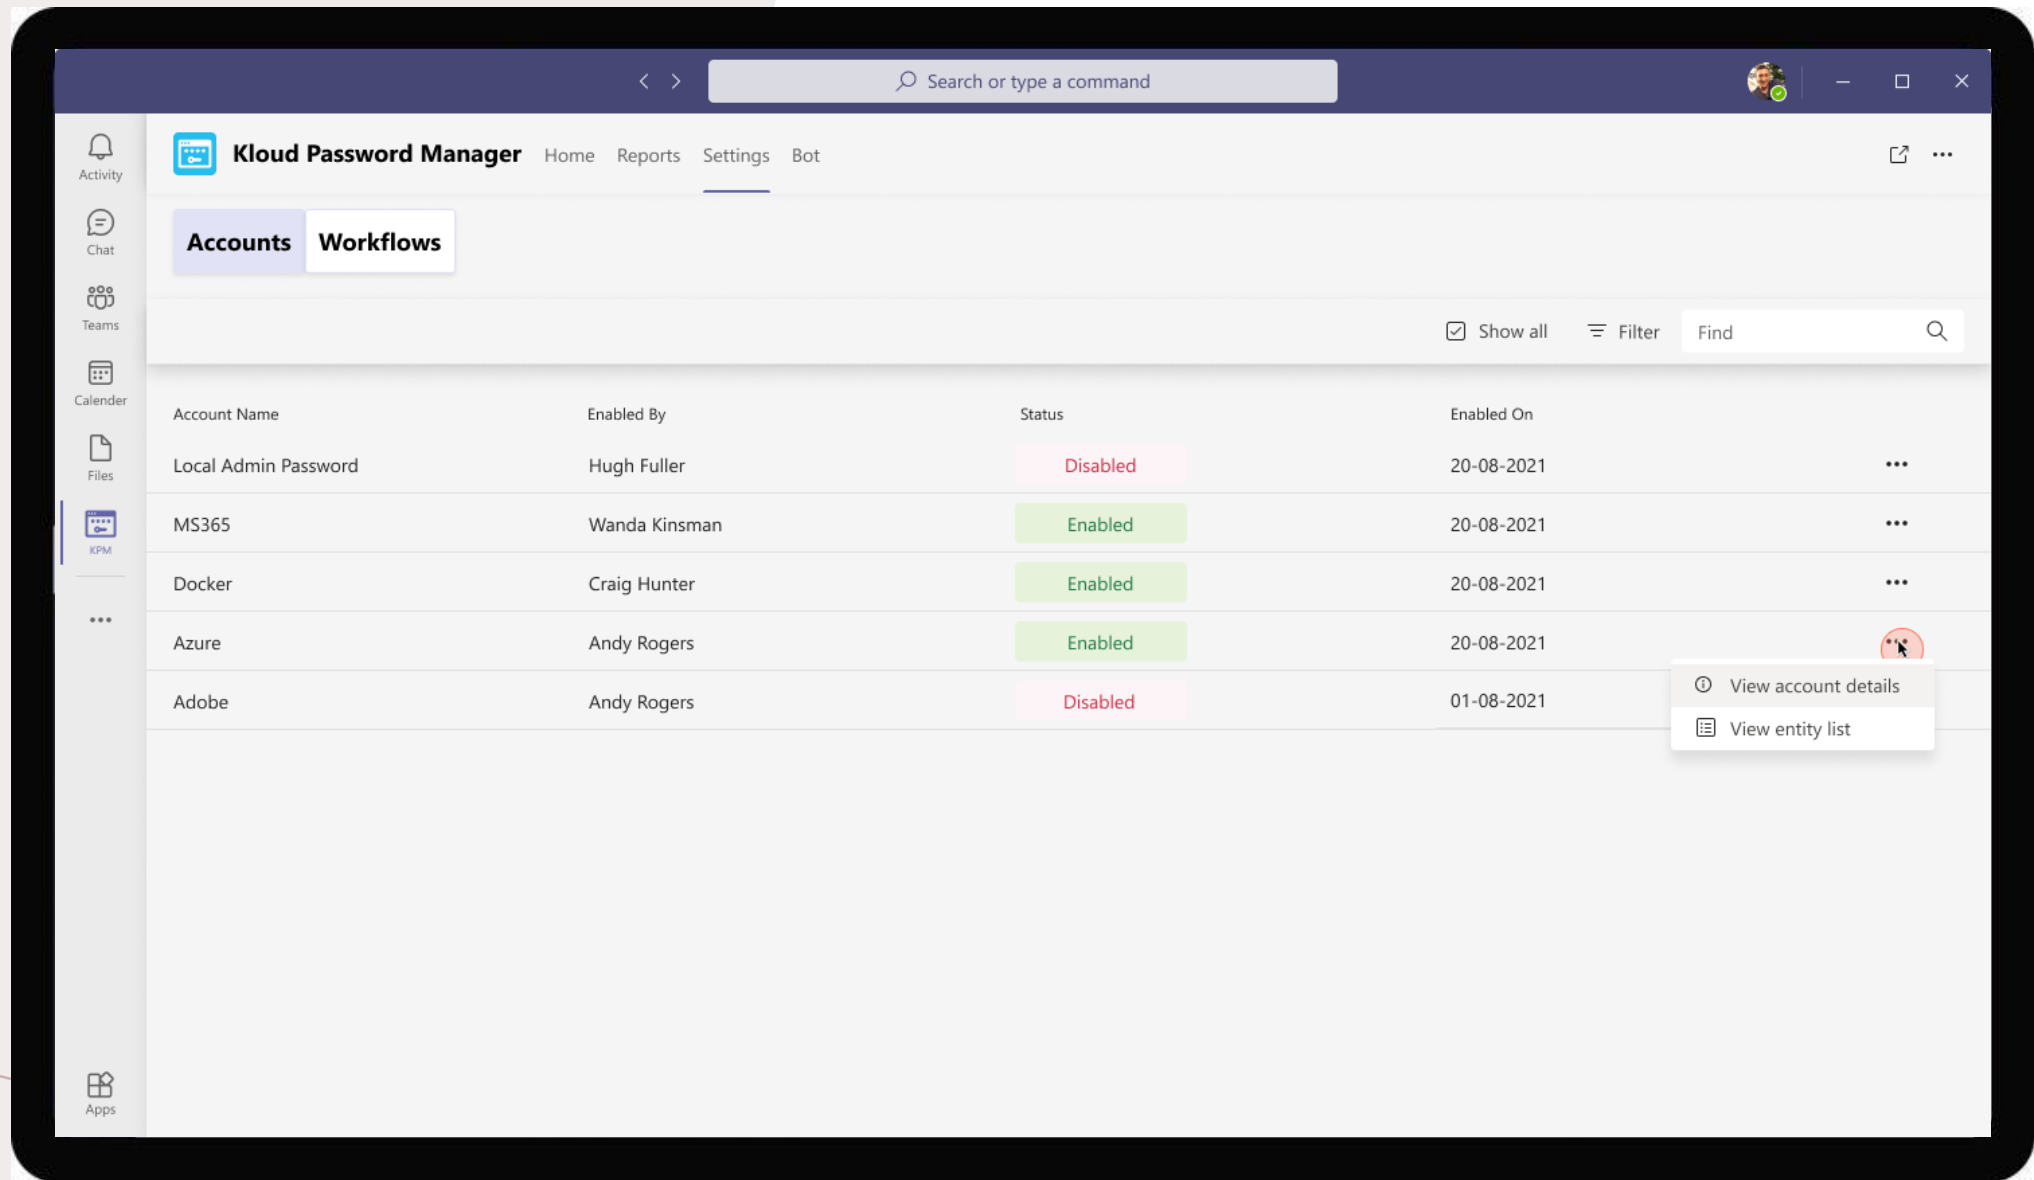 Search or type a command
Kloud Password Manager Home Reports Settings Bot
Activity
Chat
Teams
Calender
Files
KPM
Apps
Accounts Workflows
Show all Filter Find
Account Name Enabled By Status Enabled On
Local Admin Password Hugh Fuller Disabled 20-08-2021
MS365 Wanda Kinsman Enabled 20-08-2021
Docker Craig Hunter Enabled 20-08-2021
Azure Andy Rogers Enabled 20-08-2021
Adobe Andy Rogers Disabled 01-08-2021
View account details
View entity list